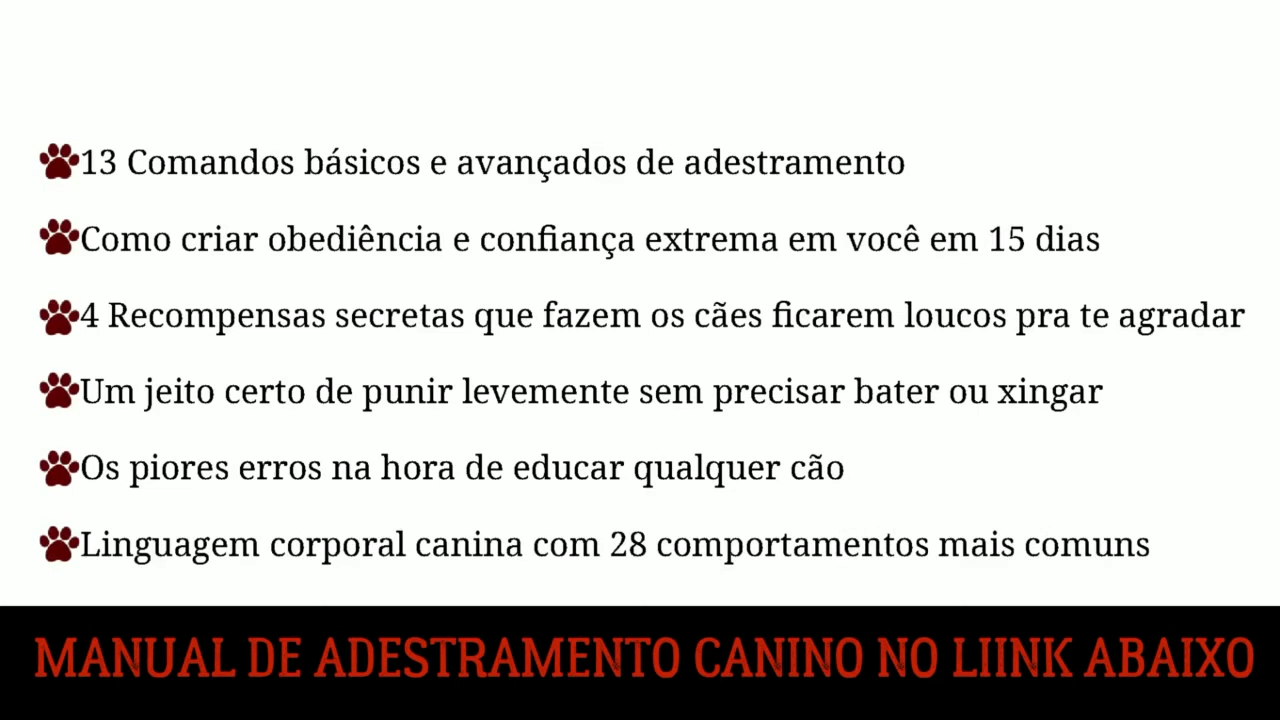 13 Comandos básicos e avançados de adestramento
Como criar obediência e confiança extrema em você em 15 dias
4 Recompensas secretas que fazem os cães ficarem loucos pra te agradar
Um jeito certo de punir levemente sem precisar bater ou xingar
Os piores erros na hora de educar qualquer cão
Linguagem corporal canina com 28 comportamentos mais comuns
MANUAL DE ADESTRAMENTO CANINO NO LIINK ABAIXO